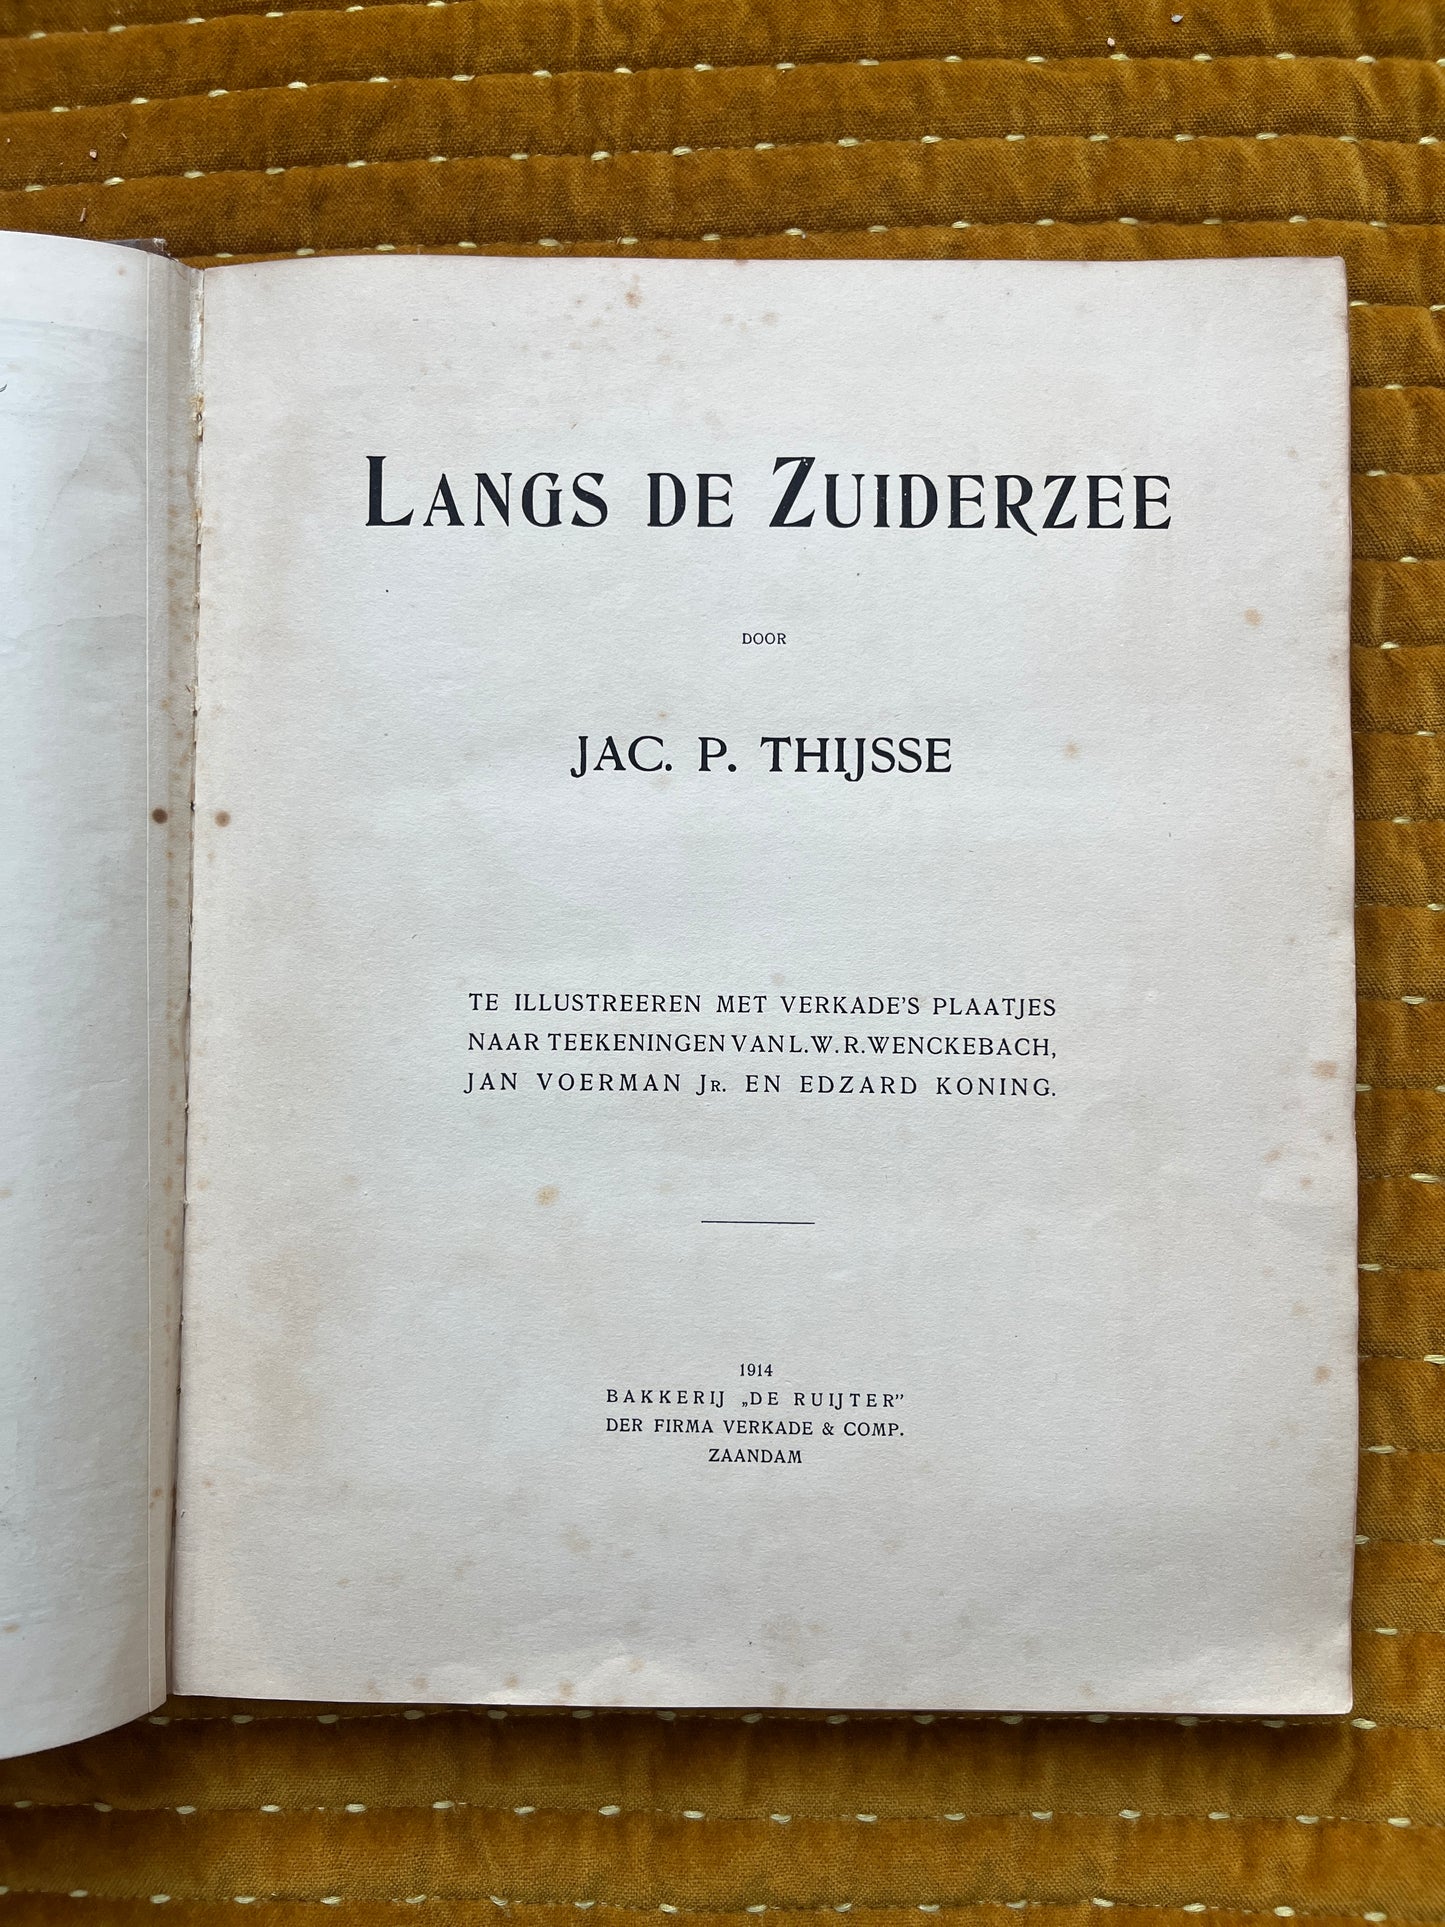 LANGS DE ZUIDERZEE
DOOR
JAC. P. THIJSSE
TE ILLUSTREEREN MET VERKADE'S PLAATJES
NAAR TEEKENINGEN VAN L. W. R. WENCKEBACH,
JAN VOERMAN JR. EN EDZARD KONING.
1914
BAKKERIJ „DE RUIJTER”
DER FIRMA VERKADE & COMP.
ZAANDAM